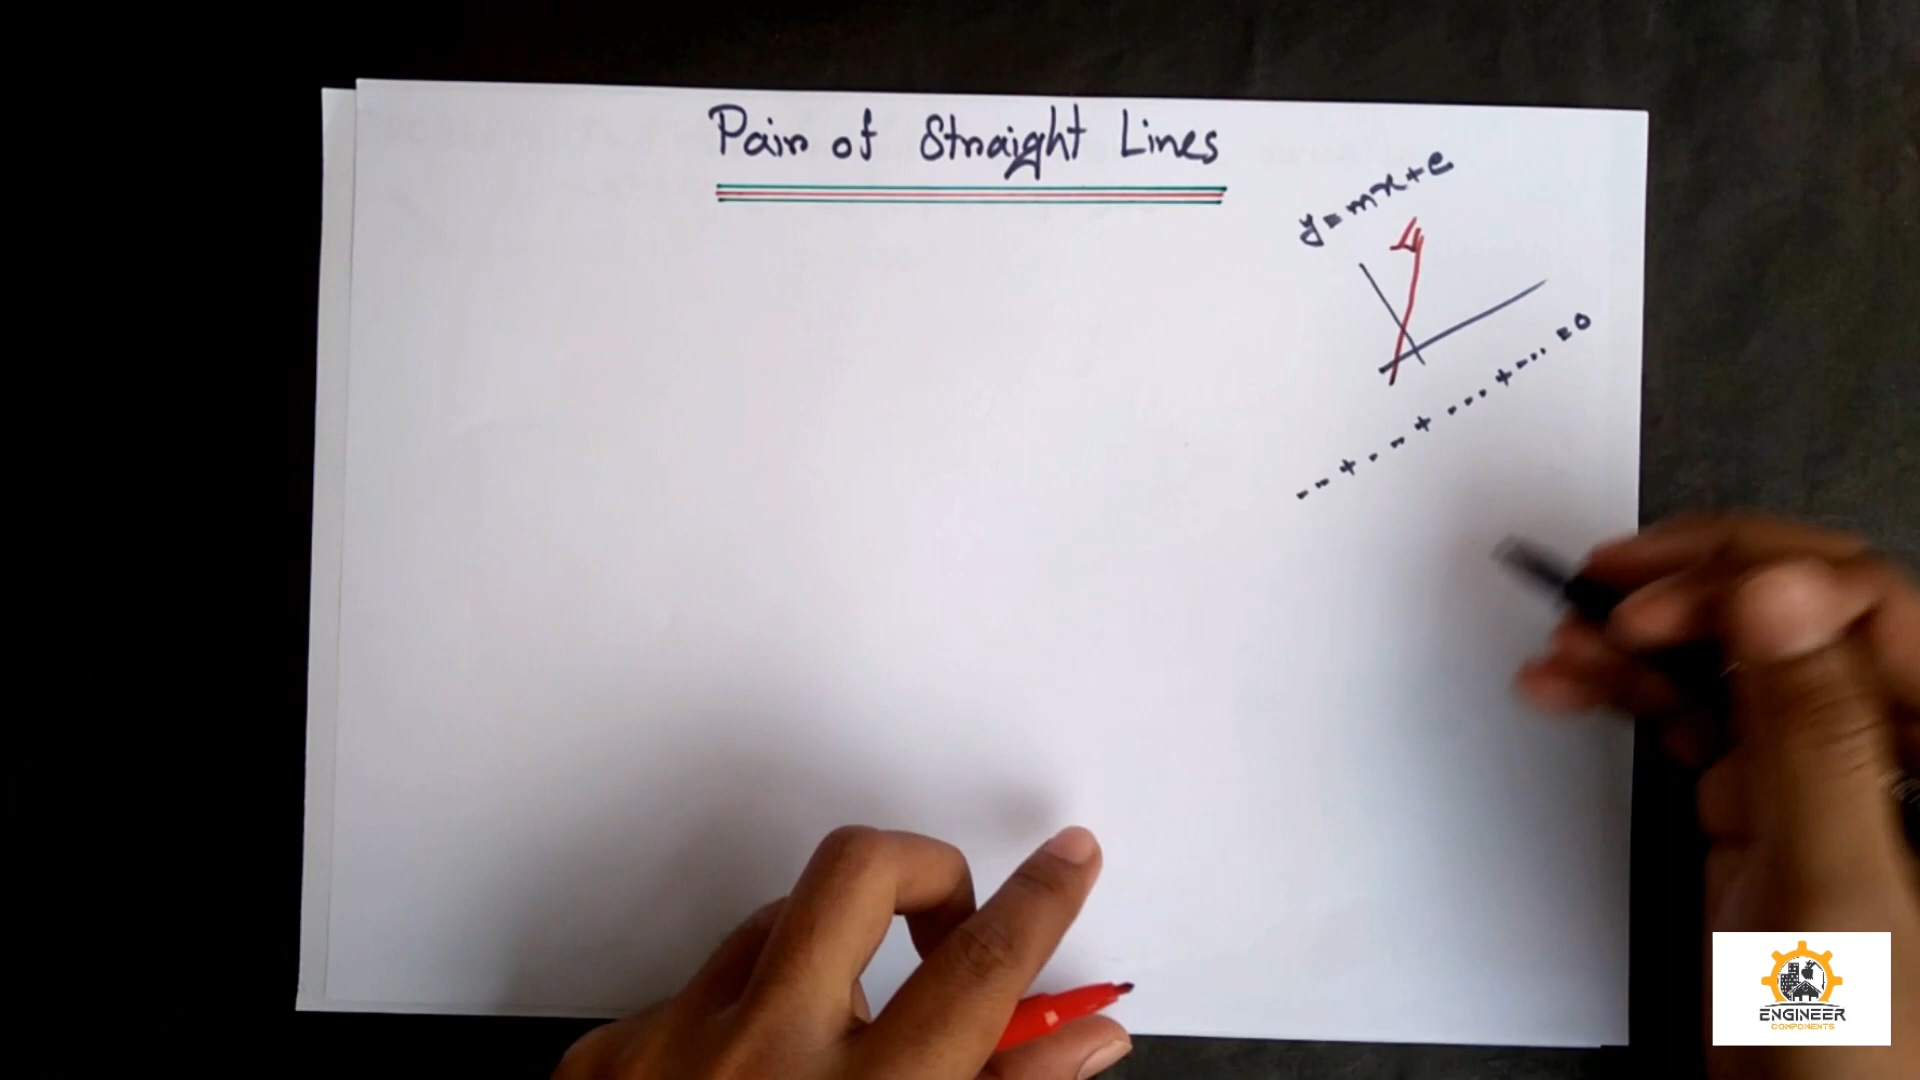 Pair of Straight Lines
y=mx+c
--+---+----+--.. =0
ENGINEER
COMPONENTS